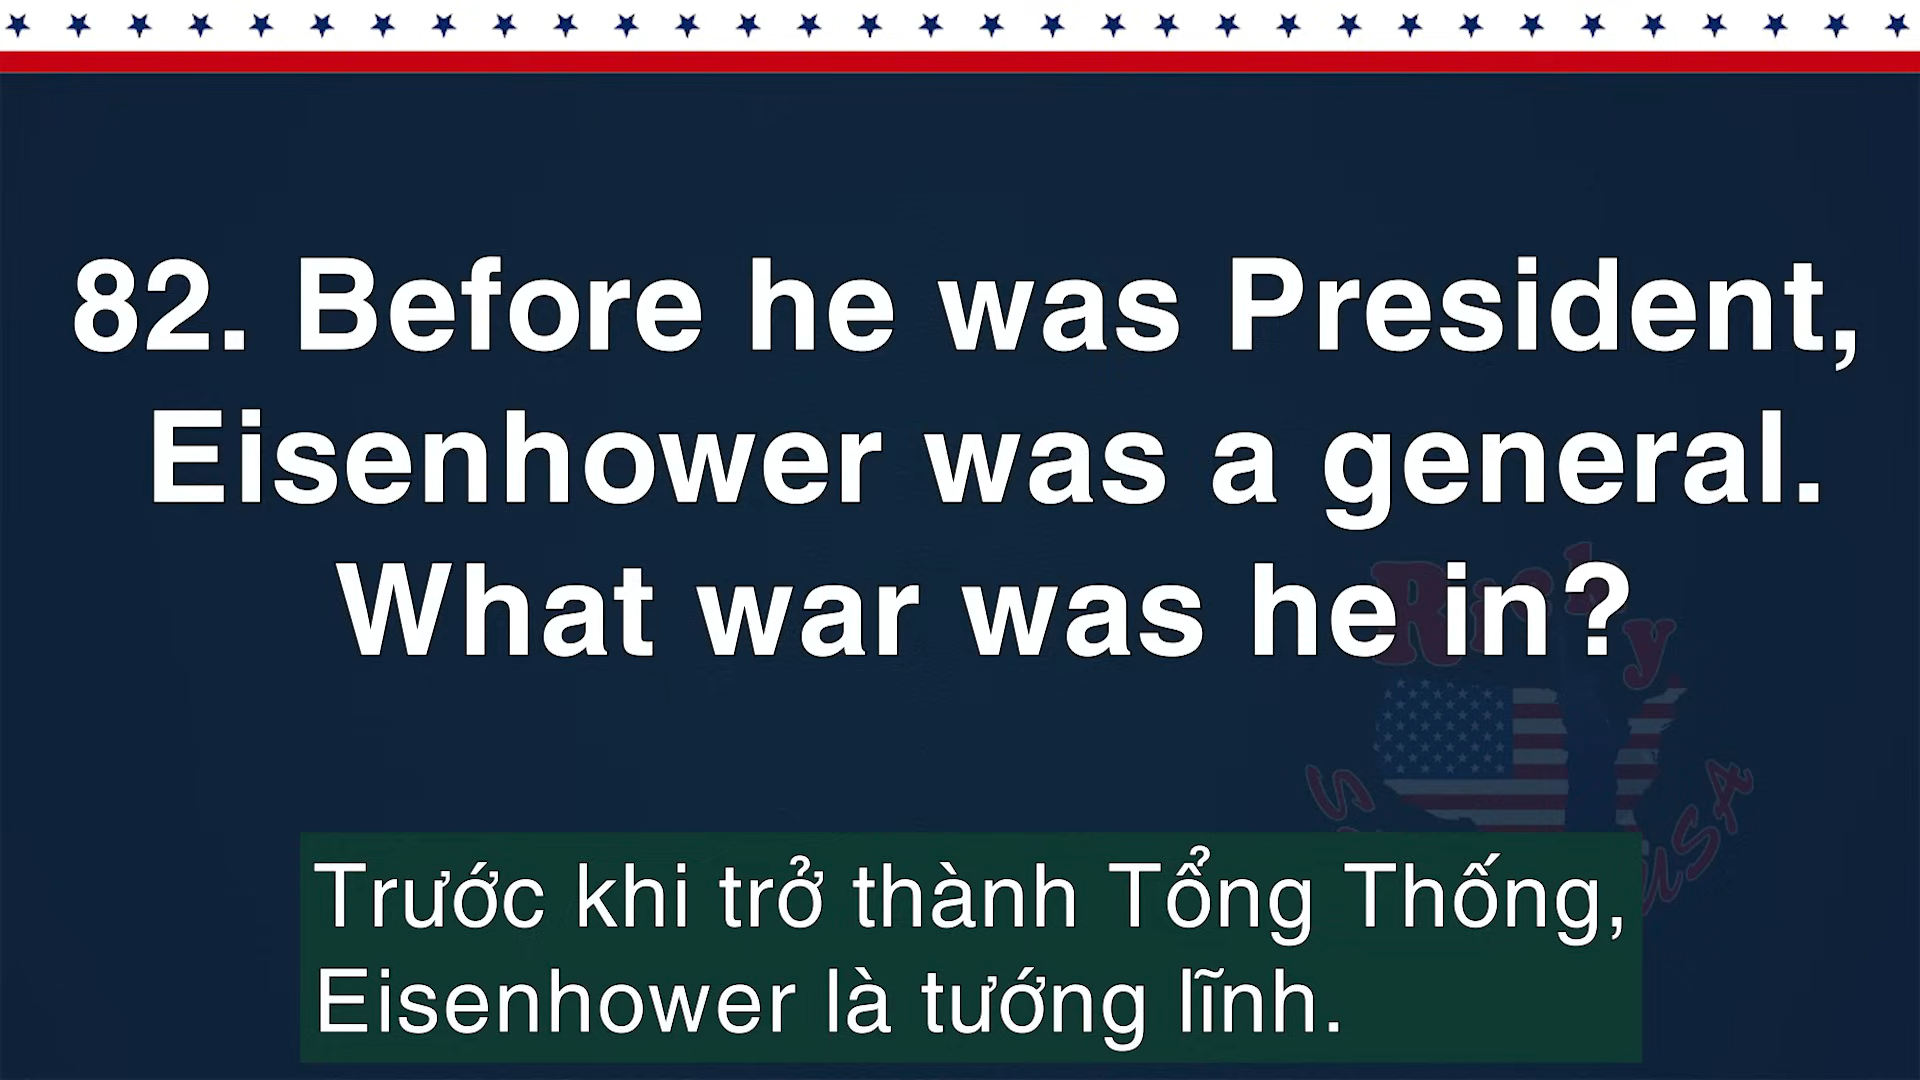 82. Before he was President,
Eisenhower was a general.
What war was he in?
Trước khi trở thành Tổng Thống,
Eisenhower là tướng lĩnh.
USA